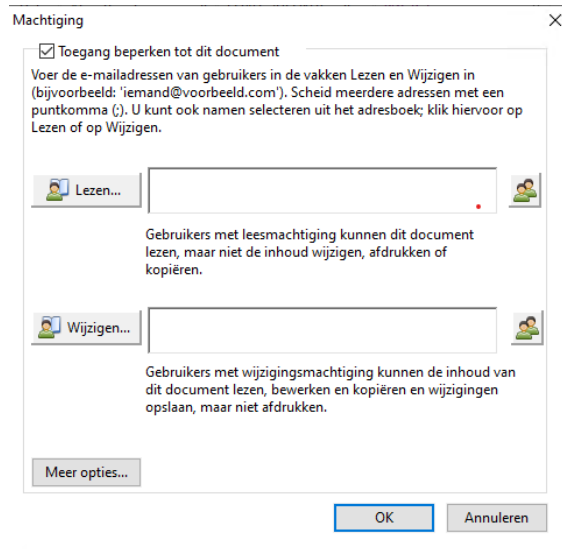 Machtiging
Toegang beperken tot dit document
Voer de e-mailadressen van gebruikers in de vakken Lezen en Wijzigen in
(bijvoorbeeld: 'iemand@voorbeeld.com'). Scheid meerdere adressen met een
puntkomma (;). U kunt ook namen selecteren uit het adresboek; klik hiervoor op
Lezen of op Wijzigen.
Lezen...
Gebruikers met leesmachtiging kunnen dit document
lezen, maar niet de inhoud wijzigen, afdrukken of
kopiëren.
Wijzigen...
Gebruikers met wijzigingsmachtiging kunnen de inhoud van
dit document lezen, bewerken en kopiëren en wijzigingen
opslaan, maar niet afdrukken.
Meer opties...
OK
Annuleren